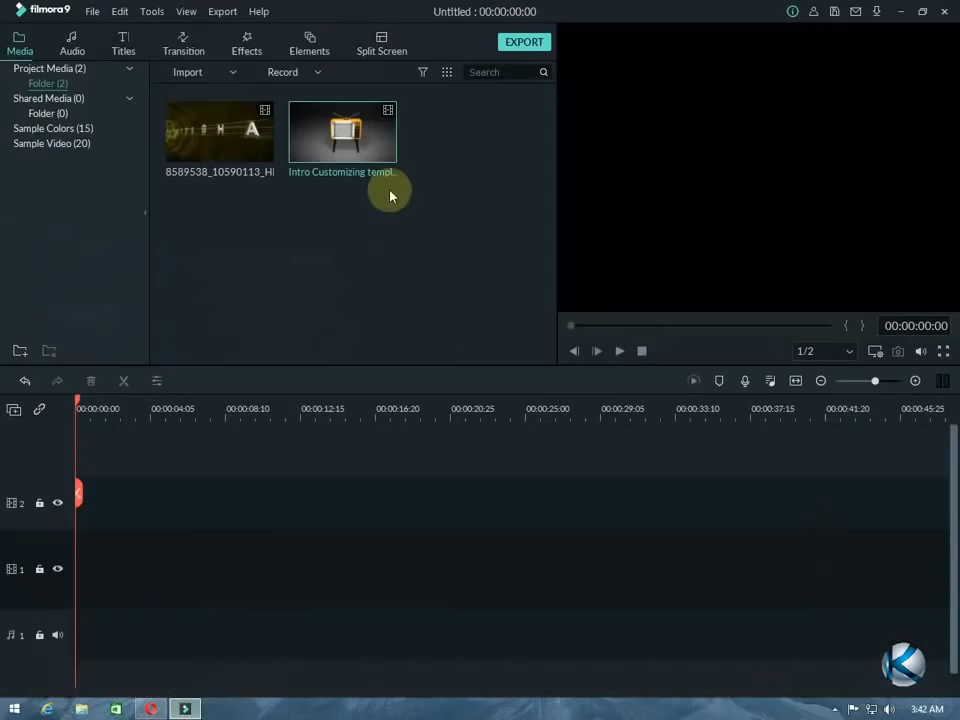 filmora9 File Edit Tools View Export Help Untitled : 00:00:00:00
Media Audio Titles Transition Effects Elements Split Screen EXPORT
Project Media (2) Import Record Search
Folder (2)
Shared Media (0)
Folder (0)
Sample Colors (15)
Sample Video (20)
8589538_10590113_H Intro Customizing templ..
00:00:00:00
1/2
00:00:00:00 00:00:04:05 00:00:08:10 00:00:12:15 00:00:16:20 00:00:20:25 00:00:25:00 00:00:29:05 00:00:33:10 00:00:37:15 00:00:41:20 00:00:45:25
2
1
1
3:42 AM